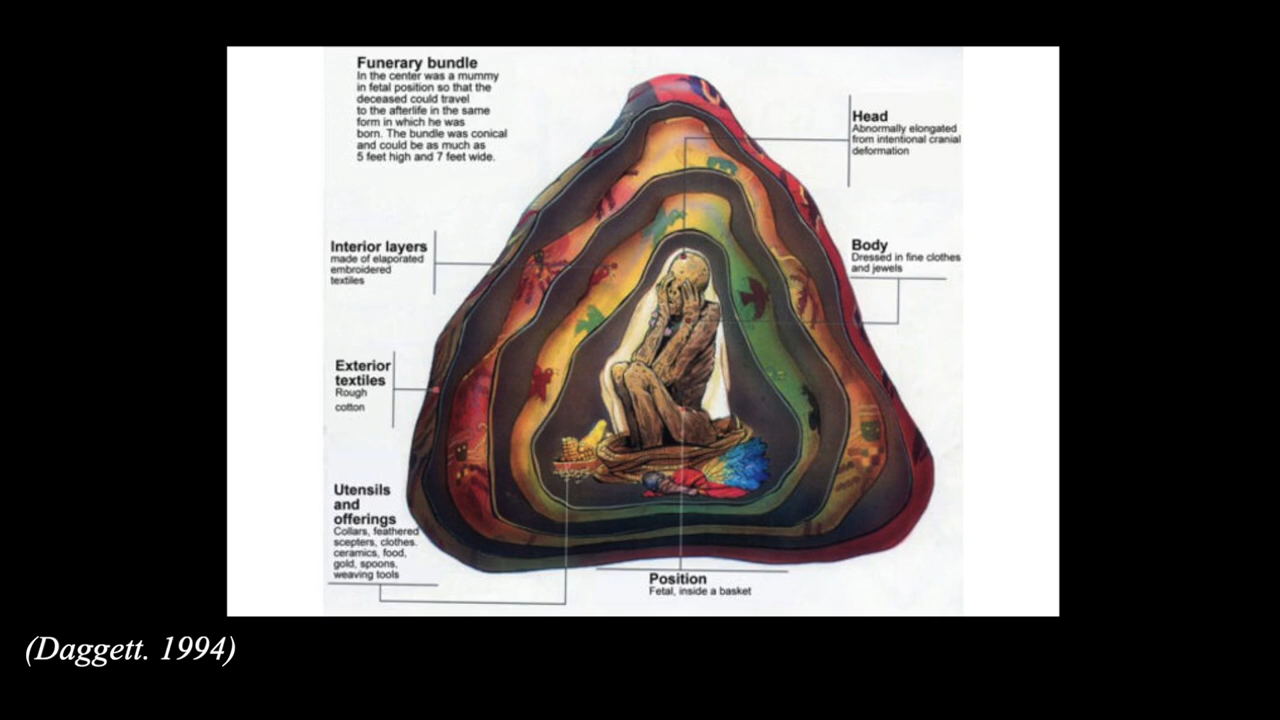 Funerary bundle
In the center was a mummy
in fetal position so that the
deceased could travel
to the afterlife in the same
form in which he was
born. The bundle was conical
and could be as much as
5 feet high and 7 feet wide.
Head
Abnormally elongated
from intentional cranial
deformation
Interior layers
made of elaporated
embroidered
textiles
Body
Dressed in fine clothes
and jewels
Exterior
textiles
Rough
cotton
Utensils
and
offerings
Collars, feathered
scepters, clothes.
ceramics, food,
gold, spoons,
weaving tools
Position
Fetal, inside a basket
(Daggett. 1994)